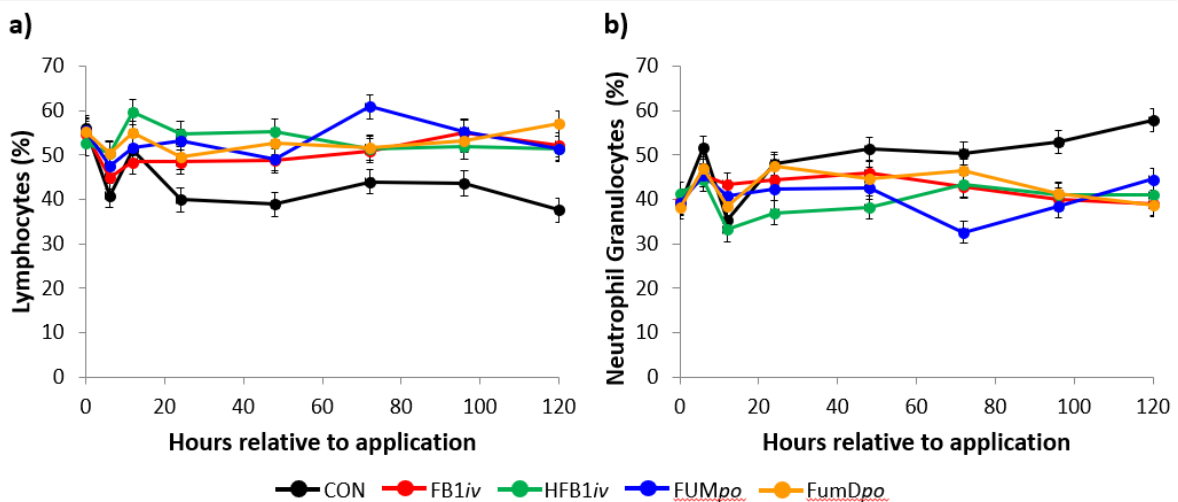 a)
b)
Lymphocytes (%)
70
60
50
40
30
20
10
0
0 20 40 60 80 100 120
Hours relative to application
Neutrophil Granulocytes (%)
70
60
50
40
30
20
10
0
0 20 40 60 80 100 120
Hours relative to application
CON FB1iv HFB1iv FUMpo FumDpo